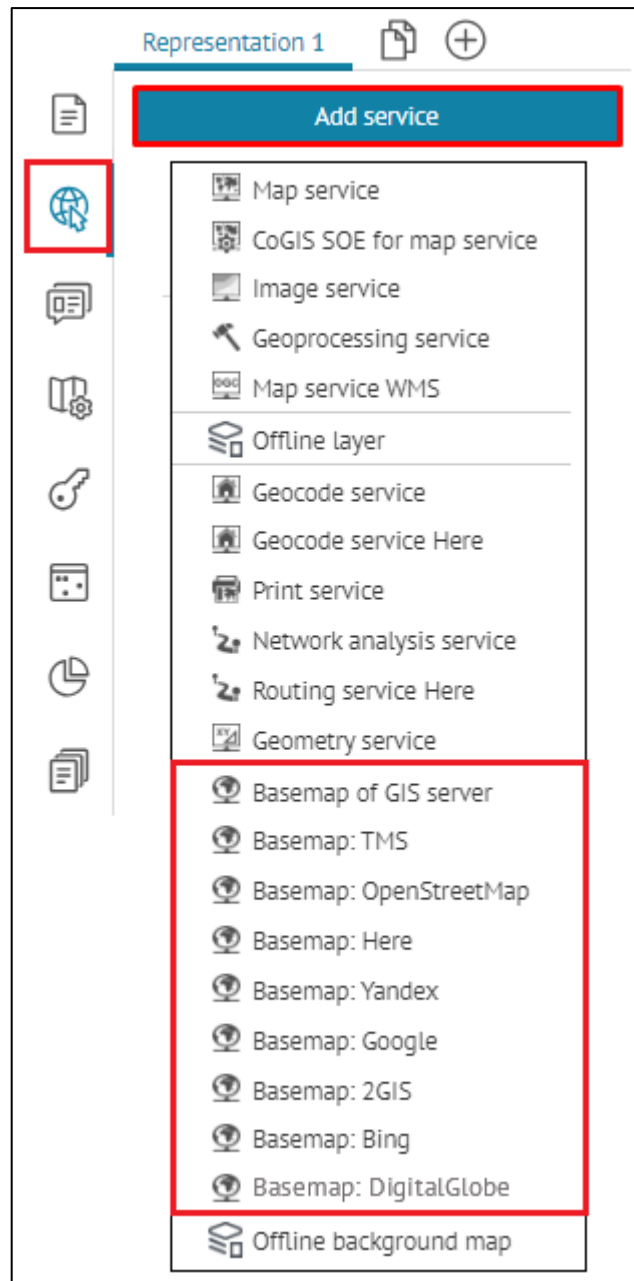 Representation 1
Add service
Map service
CoGIS SOE for map service
Image service
Geoprocessing service
OGC
Map service WMS
Offline layer
Geocode service
Geocode service Here
Print service
Network analysis service
Routing service Here
XY
Geometry service
Basemap of GIS server
Basemap: TMS
Basemap: OpenStreetMap
Basemap: Here
Basemap: Yandex
Basemap: Google
Basemap: 2GIS
Basemap: Bing
Basemap: DigitalGlobe
Offline background map